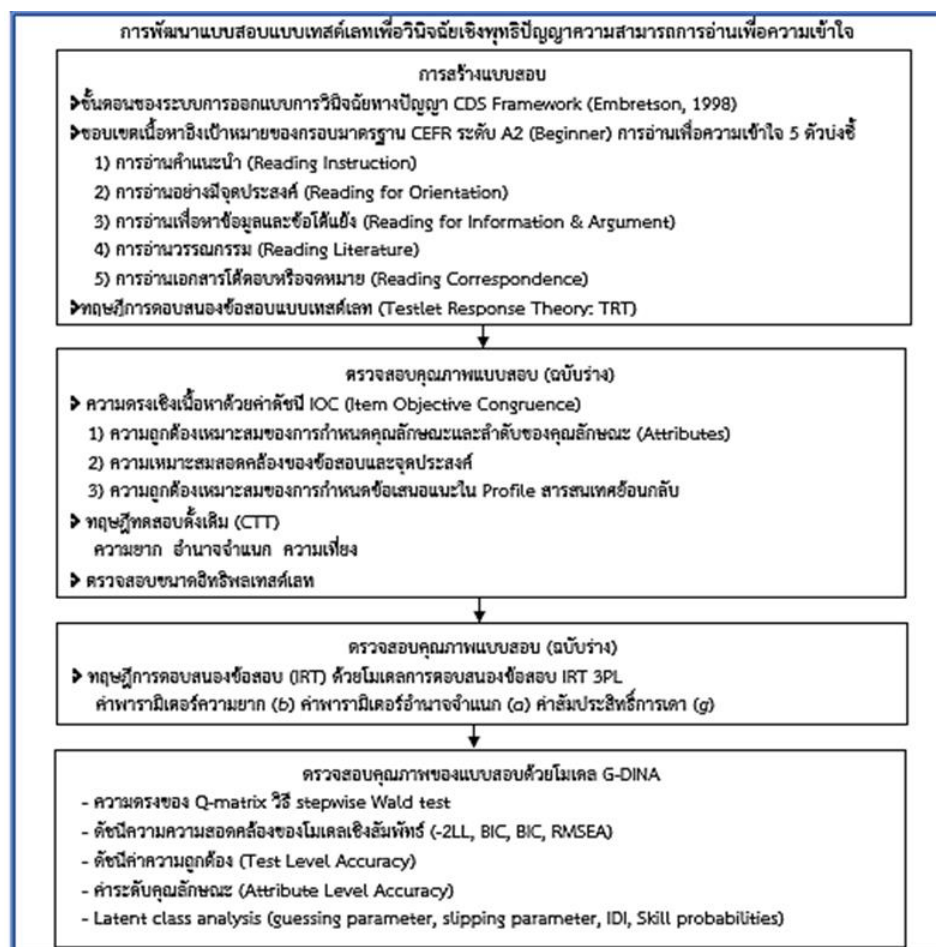 การพัฒนาแบบสอบแบบเทสต์เลทเพื่อวินิจฉัยเชิงพุทธิปัญญาความสามารถการอ่านเพื่อความเข้าใจ
การสร้างแบบสอบ
➤ขั้นตอนของระบบการออกแบบการวินิจฉัยทางปัญญา CDS Framework (Embretson, 1998)
➤ขอบเขตเนื้อหาอิงเป้าหมายของกรอบมาตรฐาน CEFR ระดับ A2 (Beginner) การอ่านเพื่อความเข้าใจ 5 ตัวบ่งชี้
1) การอ่านคำแนะนำ (Reading Instruction)
2) การอ่านอย่างมีจุดประสงค์ (Reading for Orientation)
3) การอ่านเพื่อหาข้อมูลและข้อโต้แย้ง (Reading for Information & Argument)
4) การอ่านวรรณกรรม (Reading Literature)
5) การอ่านเอกสารโต้ตอบหรือจดหมาย (Reading Correspondence)
➤ทฤษฎีการตอบสนองข้อสอบแบบเทสต์เลท (Testlet Response Theory: TRT)
ตรวจสอบคุณภาพแบบสอบ (ฉบับร่าง)
➤ ความตรงเชิงเนื้อหาด้วยค่าดัชนี IOC (Item Objective Congruence)
1) ความถูกต้องเหมาะสมของการกำหนดคุณลักษณะและลำดับของคุณลักษณะ (Attributes)
2) ความเหมาะสมสอดคล้องของข้อสอบและจุดประสงค์
3) ความถูกต้องเหมาะสมของการกำหนดข้อเสนอแนะใน Profile สารสนเทศย้อนกลับ
➤ ทฤษฎีทดสอบดั้งเดิม (CTT)
ความยาก อำนาจจำแนก ความเที่ยง
➤ ตรวจสอบขนาดอิทธิพลเทสต์เลท
ตรวจสอบคุณภาพแบบสอบ (ฉบับร่าง)
➤ ทฤษฎีการตอบสนองข้อสอบ (IRT) ด้วยโมเดลการตอบสนองข้อสอบ IRT 3PL
ค่าพารามิเตอร์ความยาก (b) ค่าพารามิเตอร์อำนาจจำแนก (a) ค่าสัมประสิทธิ์การเดา (g)
ตรวจสอบคุณภาพของแบบสอบด้วยโมเดล G-DINA
- ความตรงของ Q-matrix วิธี stepwise Wald test
- ดัชนีความความสอดคล้องของโมเดลเชิงสัมพัทธ์ (-2LL, BIC, BIC, RMSEA)
- ดัชนีค่าความถูกต้อง (Test Level Accuracy)
- ค่าระดับคุณลักษณะ (Attribute Level Accuracy)
- Latent class analysis (guessing parameter, slipping parameter, IDI, Skill probabilities)